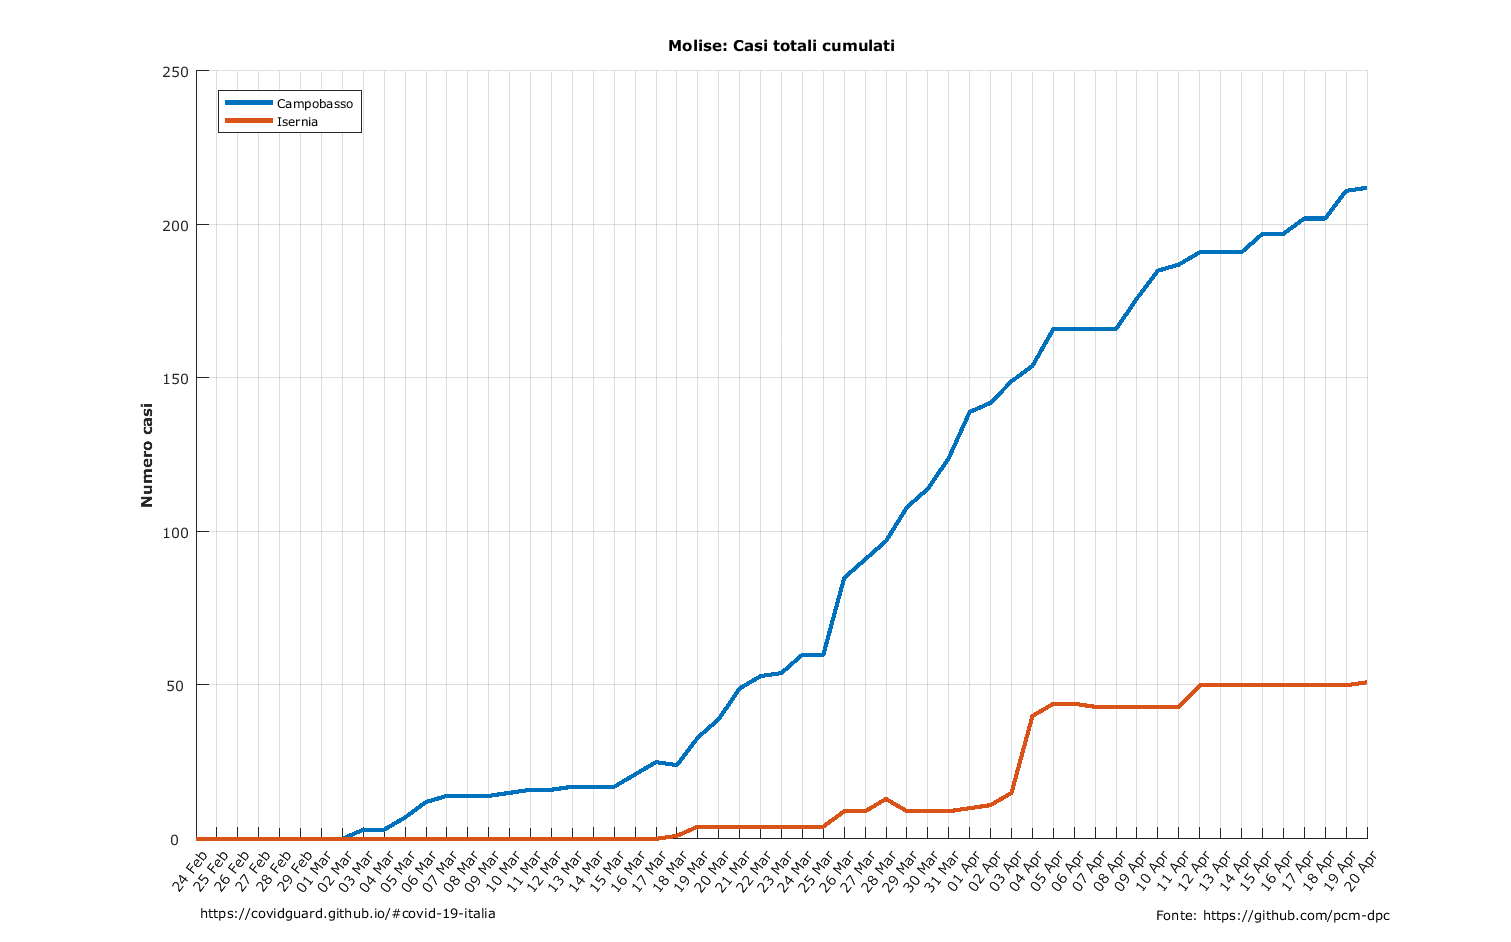 Molise: Casi totali cumulati
250
200
150
100
50
0
Numero casi
Campobasso
Isernia
24 Feb
25 Feb
26 Feb
27 Feb
28 Feb
29 Feb
01 Mar
02 Mar
03 Mar
04 Mar
05 Mar
06 Mar
07 Mar
08 Mar
09 Mar
10 Mar
11 Mar
12 Mar
13 Mar
14 Mar
15 Mar
16 Mar
17 Mar
18 Mar
19 Mar
20 Mar
21 Mar
22 Mar
23 Mar
24 Mar
25 Mar
26 Mar
27 Mar
28 Mar
29 Mar
30 Mar
31 Mar
01 Apr
02 Apr
03 Apr
04 Apr
05 Apr
06 Apr
07 Apr
08 Apr
09 Apr
10 Apr
11 Apr
12 Apr
13 Apr
14 Apr
15 Apr
16 Apr
17 Apr
18 Apr
19 Apr
20 Apr
https://covidguard.github.io/#covid-19-italia
Fonte: https://github.com/pcm-dpc